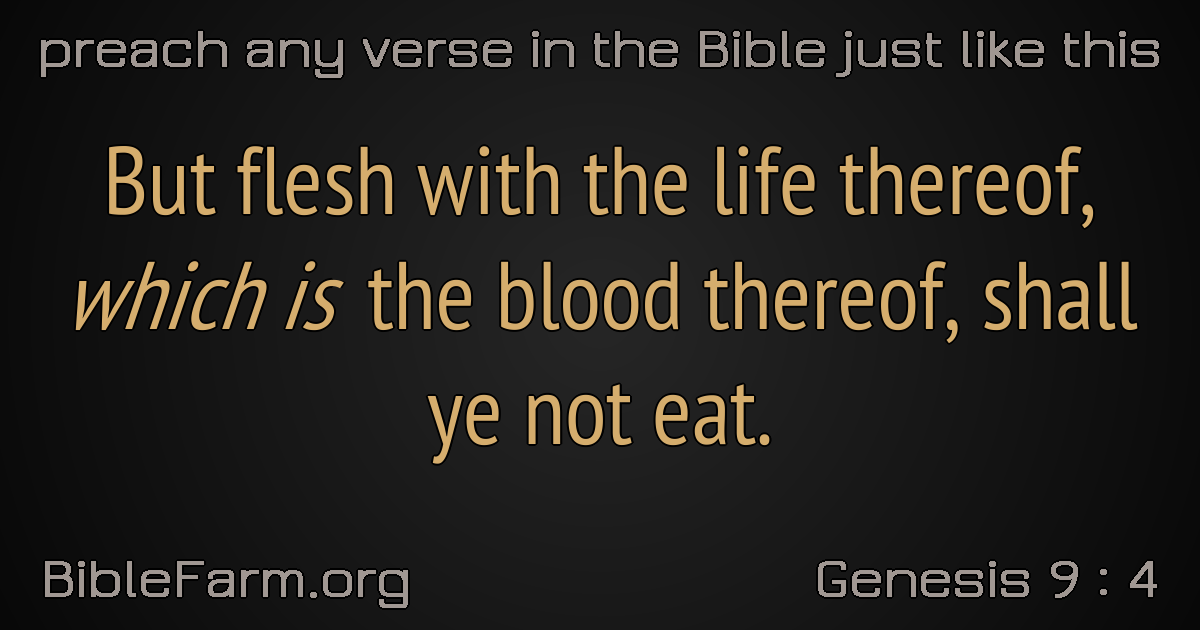 preach any verse in the Bible just like this
But flesh with the life thereof,
which is the blood thereof, shall
ye not eat.
BibleFarm.org
Genesis 9 : 4